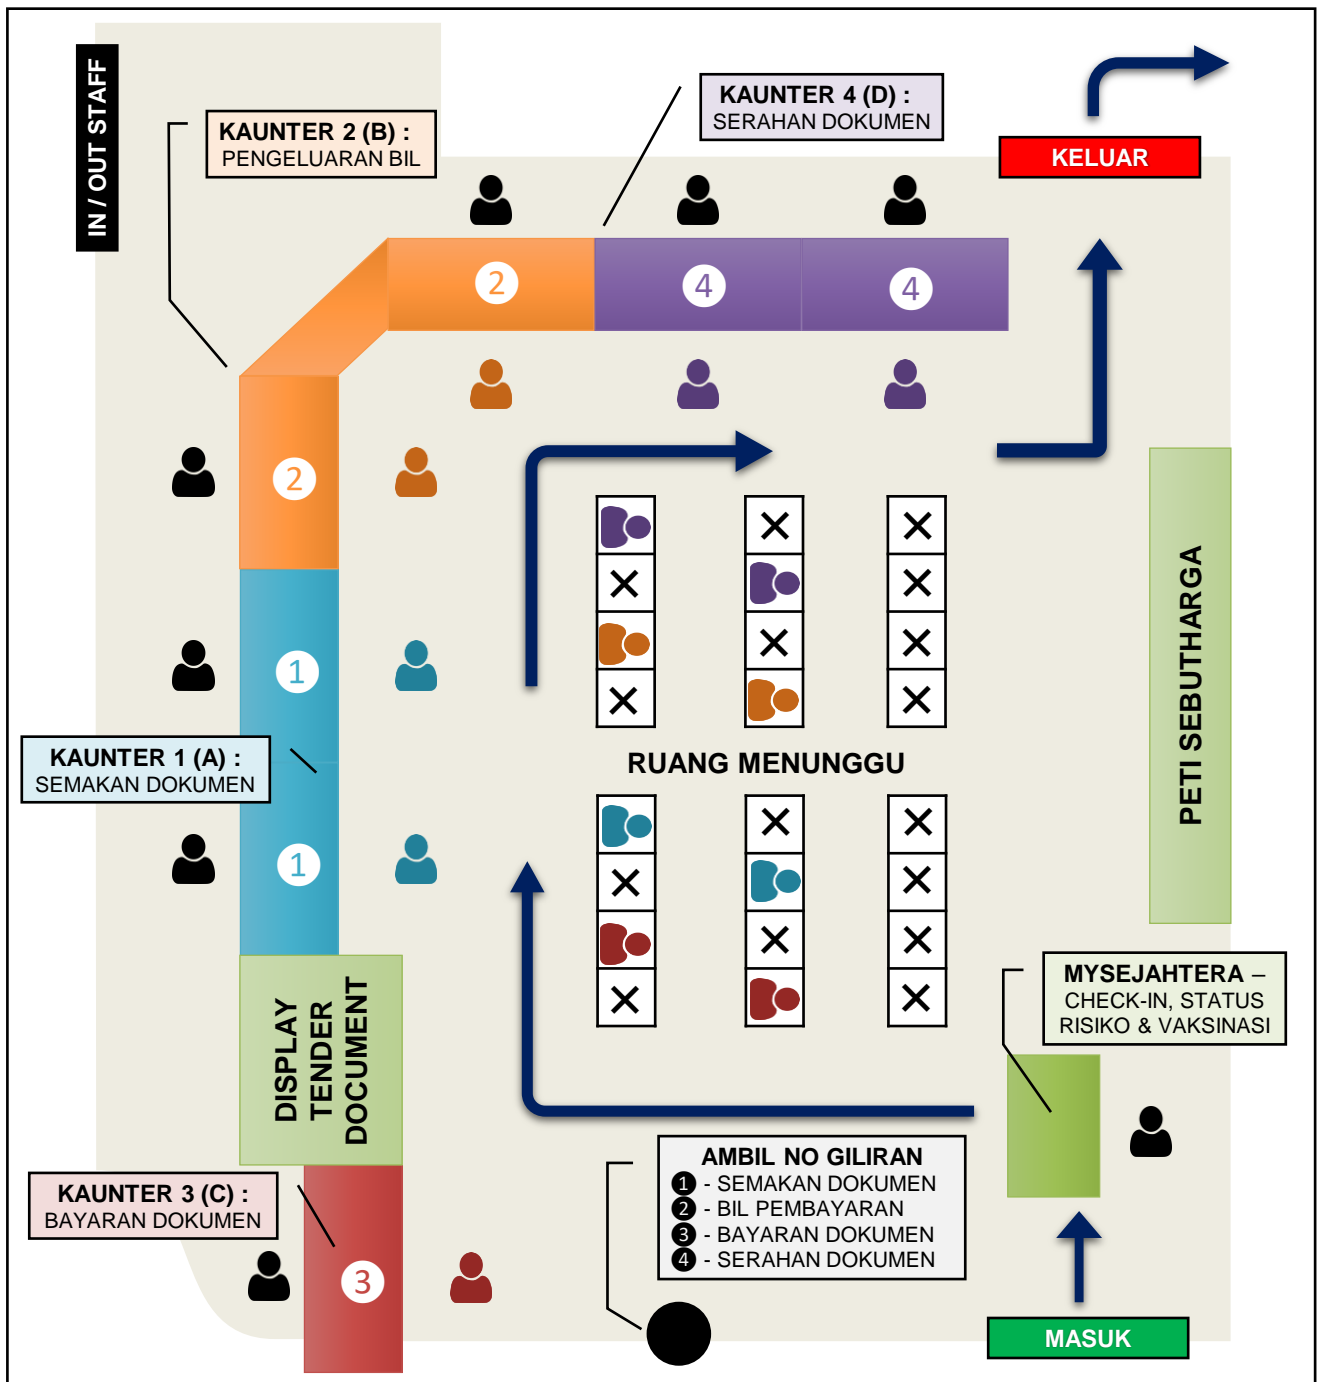 IN / OUT STAFF
KAUNTER 2 (B) :
PENGELUARAN BIL
KAUNTER 4 (D) :
SERAHAN DOKUMEN
KELUAR
2
4
4
2
1
KAUNTER 1 (A) :
SEMAKAN DOKUMEN
1
RUANG MENUNGGU
PETI SEBUTHARGA
DISPLAY
TENDER
DOCUMENT
MYSEJAHTERA –
CHECK-IN, STATUS
RISIKO & VAKSINASI
KAUNTER 3 (C) :
BAYARAN DOKUMEN
3
AMBIL NO GILIRAN
1 - SEMAKAN DOKUMEN
2 - BIL PEMBAYARAN
3 - BAYARAN DOKUMEN
4 - SERAHAN DOKUMEN
MASUK